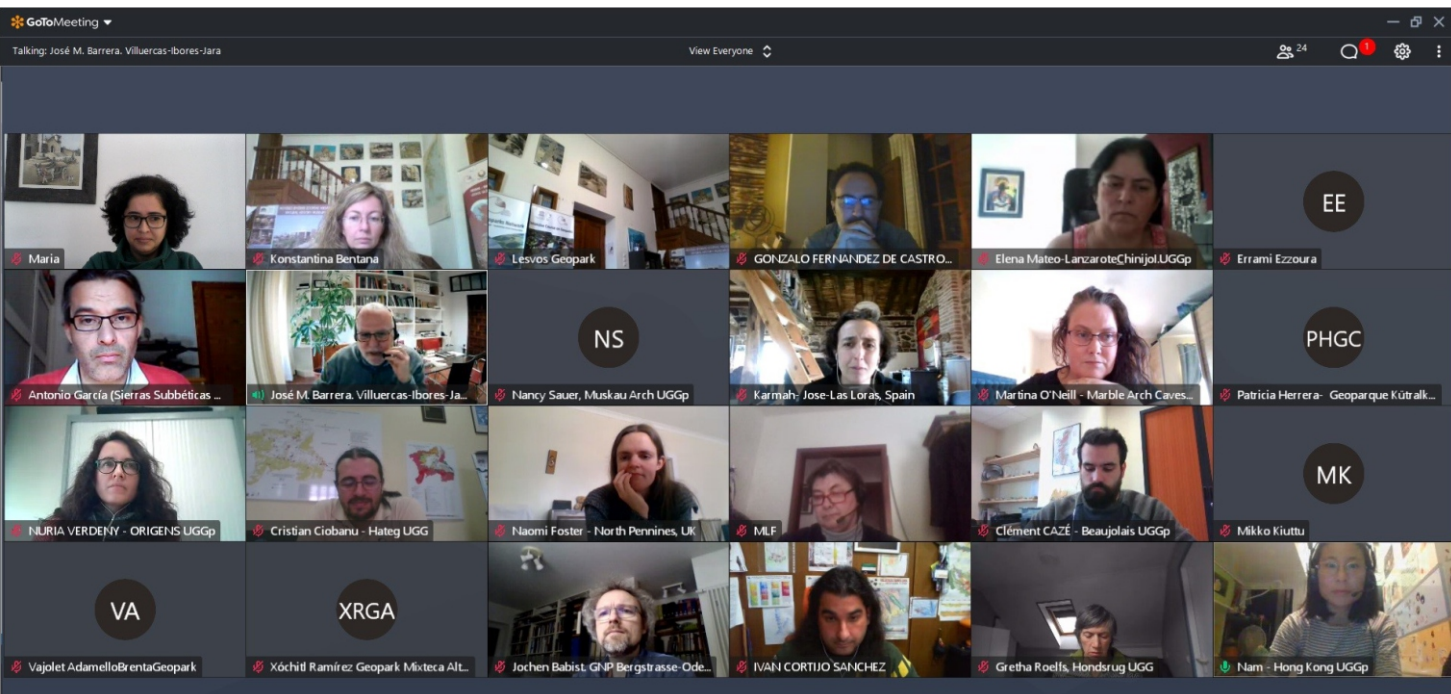 GoToMeeting
Talking: José M. Barrera. Villuercas-Ibores-Jara
View Everyone
24
1
Maria
Konstantina Bentana
Lesvos Geopark
GONZALO FERNANDEZ DE CASTRO...
Elena Mateo-LanzaroteChinijo.UGGp
EE
Errami Ezzoura
Antonio García (Sierras Subbéticas ...
José M. Barrera. Villuercas-Ibores-Ja...
NS
Nancy Sauer, Muskau Arch UGGp
Karmah- Jose-Las Loras, Spain
Martina O'Neill - Marble Arch Caves...
PHGC
Patricia Herrera- Geoparque Kütralk...
NURIA VERDENY - ORIGENS UGGp
Cristian Ciobanu - Hateg UGG
Naomi Foster - North Pennines, UK
MLF
Clément CAZÉ - Beaujolais UGGp
MK
Mikko Kiuttu
VA
Vajolet AdamelloBrentaGeopark
XRGA
Xóchitl Ramírez Geopark Mixteca Alt...
Jochen Babist. GNP Bergstrasse-Ode...
IVAN CORTIJO SANCHEZ
Gretha Roelfs, Hondsrug UGG
Nam - Hong Kong UGGp